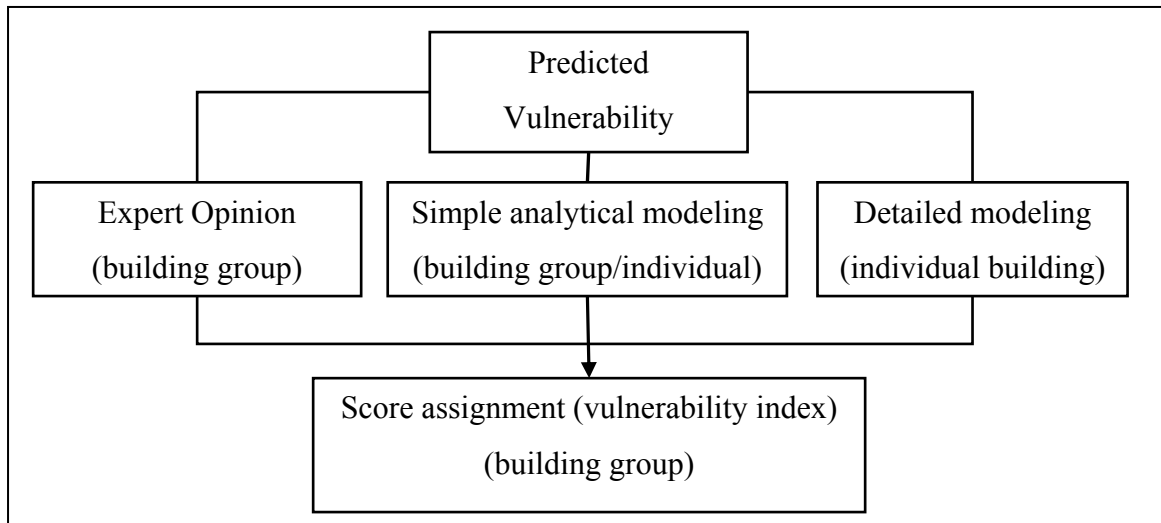 Predicted
Vulnerability
Expert Opinion
(building group)
Simple analytical modeling
(building group/individual)
Detailed modeling
(individual building)
Score assignment (vulnerability index)
(building group)